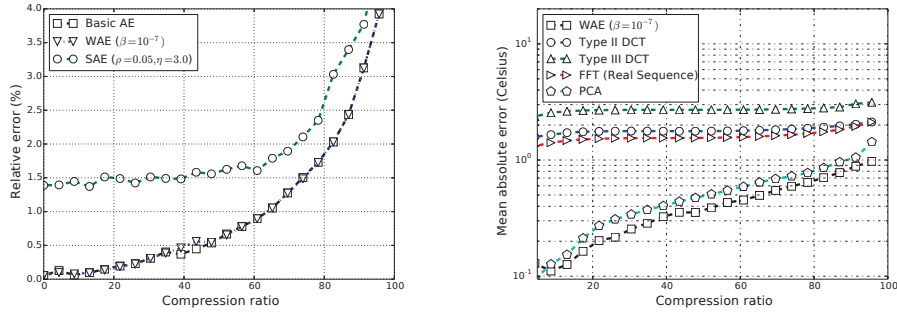 Basic AE
WAE (β=10⁻⁷)
SAE (ρ=0.05,η=3.0)
4.0
3.5
3.0
2.5
2.0
1.5
1.0
0.5
0.0
Relative error (%)
0 20 40 60 80 100
Compression ratio
WAE (β=10⁻⁷)
Type II DCT
Type III DCT
FFT (Real Sequence)
PCA
10¹
10⁰
10⁻¹
Mean absolute error (Celsius)
20 40 60 80 100
Compression ratio